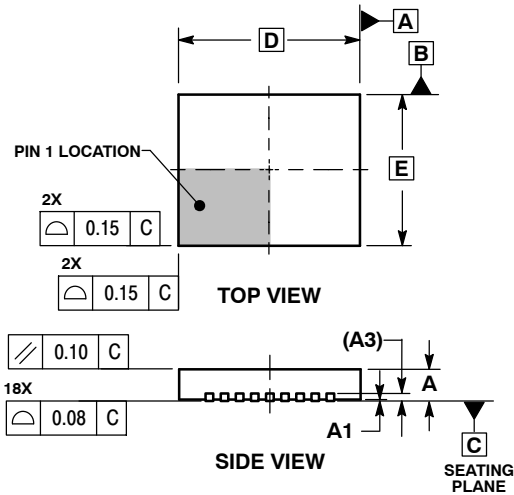 D
A
B
PIN 1 LOCATION
E
2X
⌓ 0.15 C
2X
⌓ 0.15 C
TOP VIEW
(A3)
⫽ 0.10 C
A
18X
⌓ 0.08 C
A1
C
SIDE VIEW
SEATING
PLANE